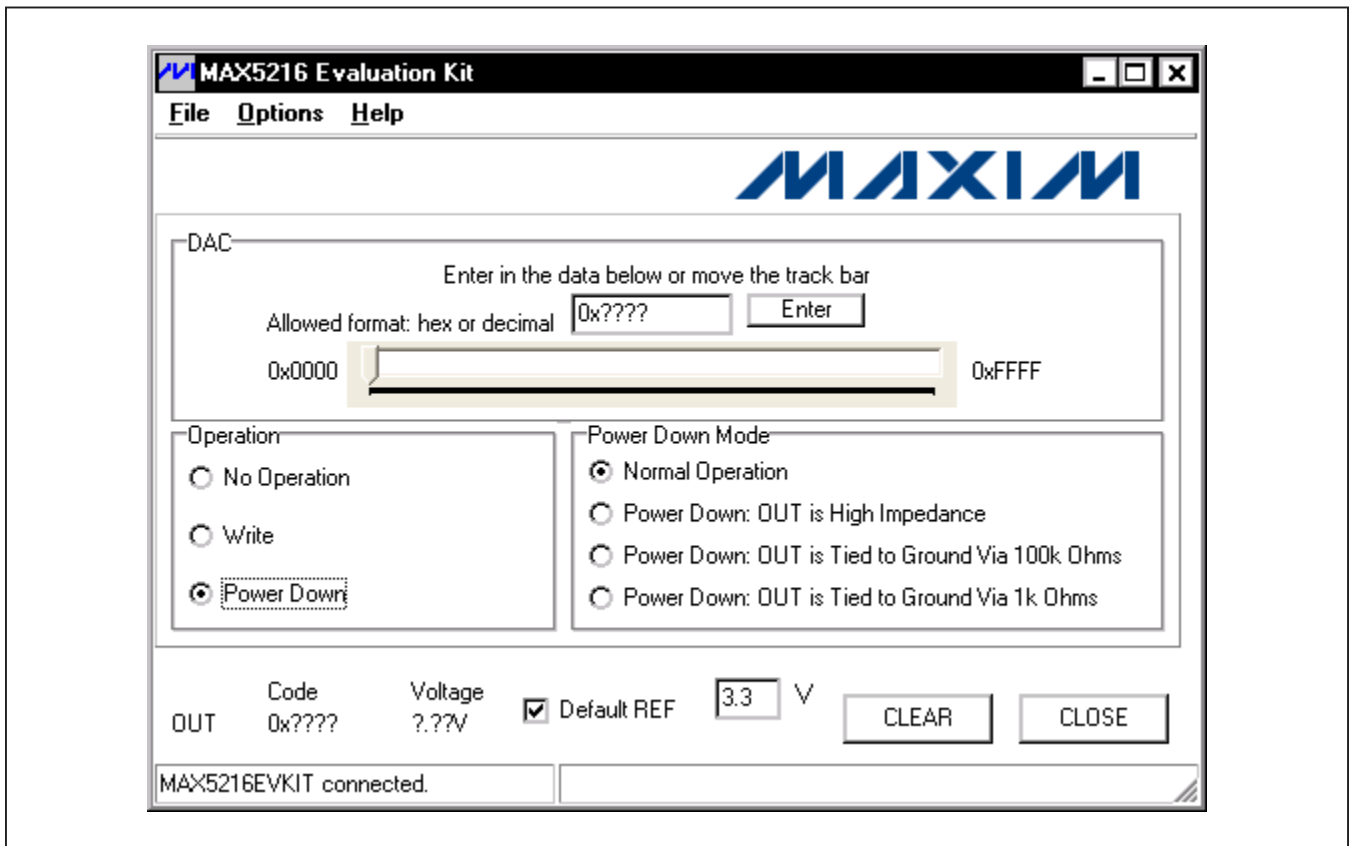 MAX5216 Evaluation Kit
File Options Help
MAXIM
DAC
Enter in the data below or move the track bar
Allowed format: hex or decimal 0x???? Enter
0x0000 0xFFFF
Operation
No Operation
Write
Power Down
Power Down Mode
Normal Operation
Power Down: OUT is High Impedance
Power Down: OUT is Tied to Ground Via 100k Ohms
Power Down: OUT is Tied to Ground Via 1k Ohms
Code Voltage
OUT 0x???? ?.??V Default REF 3.3 V CLEAR CLOSE
MAX5216EVKIT connected.